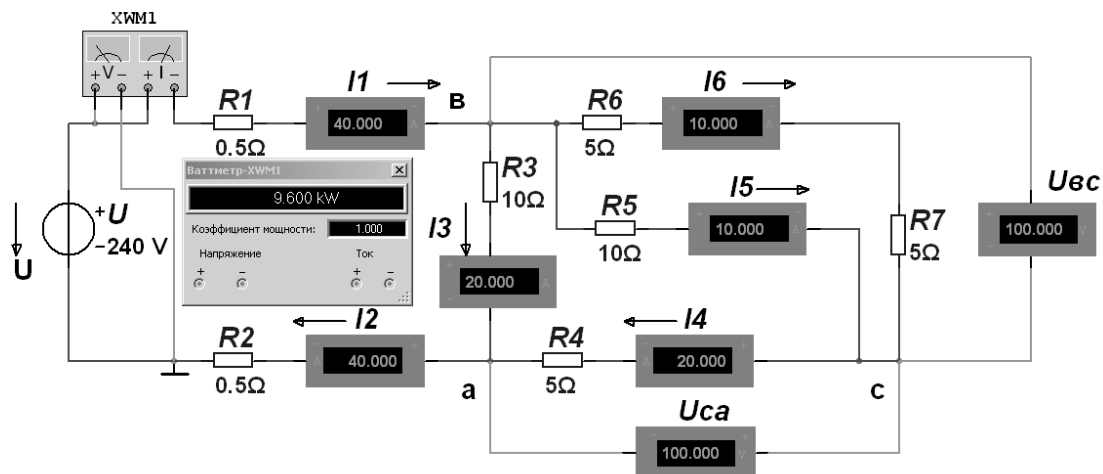 XWM1
+ V − + I −
I1
B
R6
I6
R1
40.000
10.000
0.5Ω
5Ω
Ваттметр-XWM1
9.600 kW
R3
10Ω
I5
Uвс
+ U
R5
R7
Коэффициент мощности: 1.000
I3
10.000
100.000
−240 V
10Ω
5Ω
U
Напряжение Ток
+ − + −
20.000
I2
R2
R4
I4
40.000
20.000
0.5Ω
a
5Ω
c
Uca
100.000